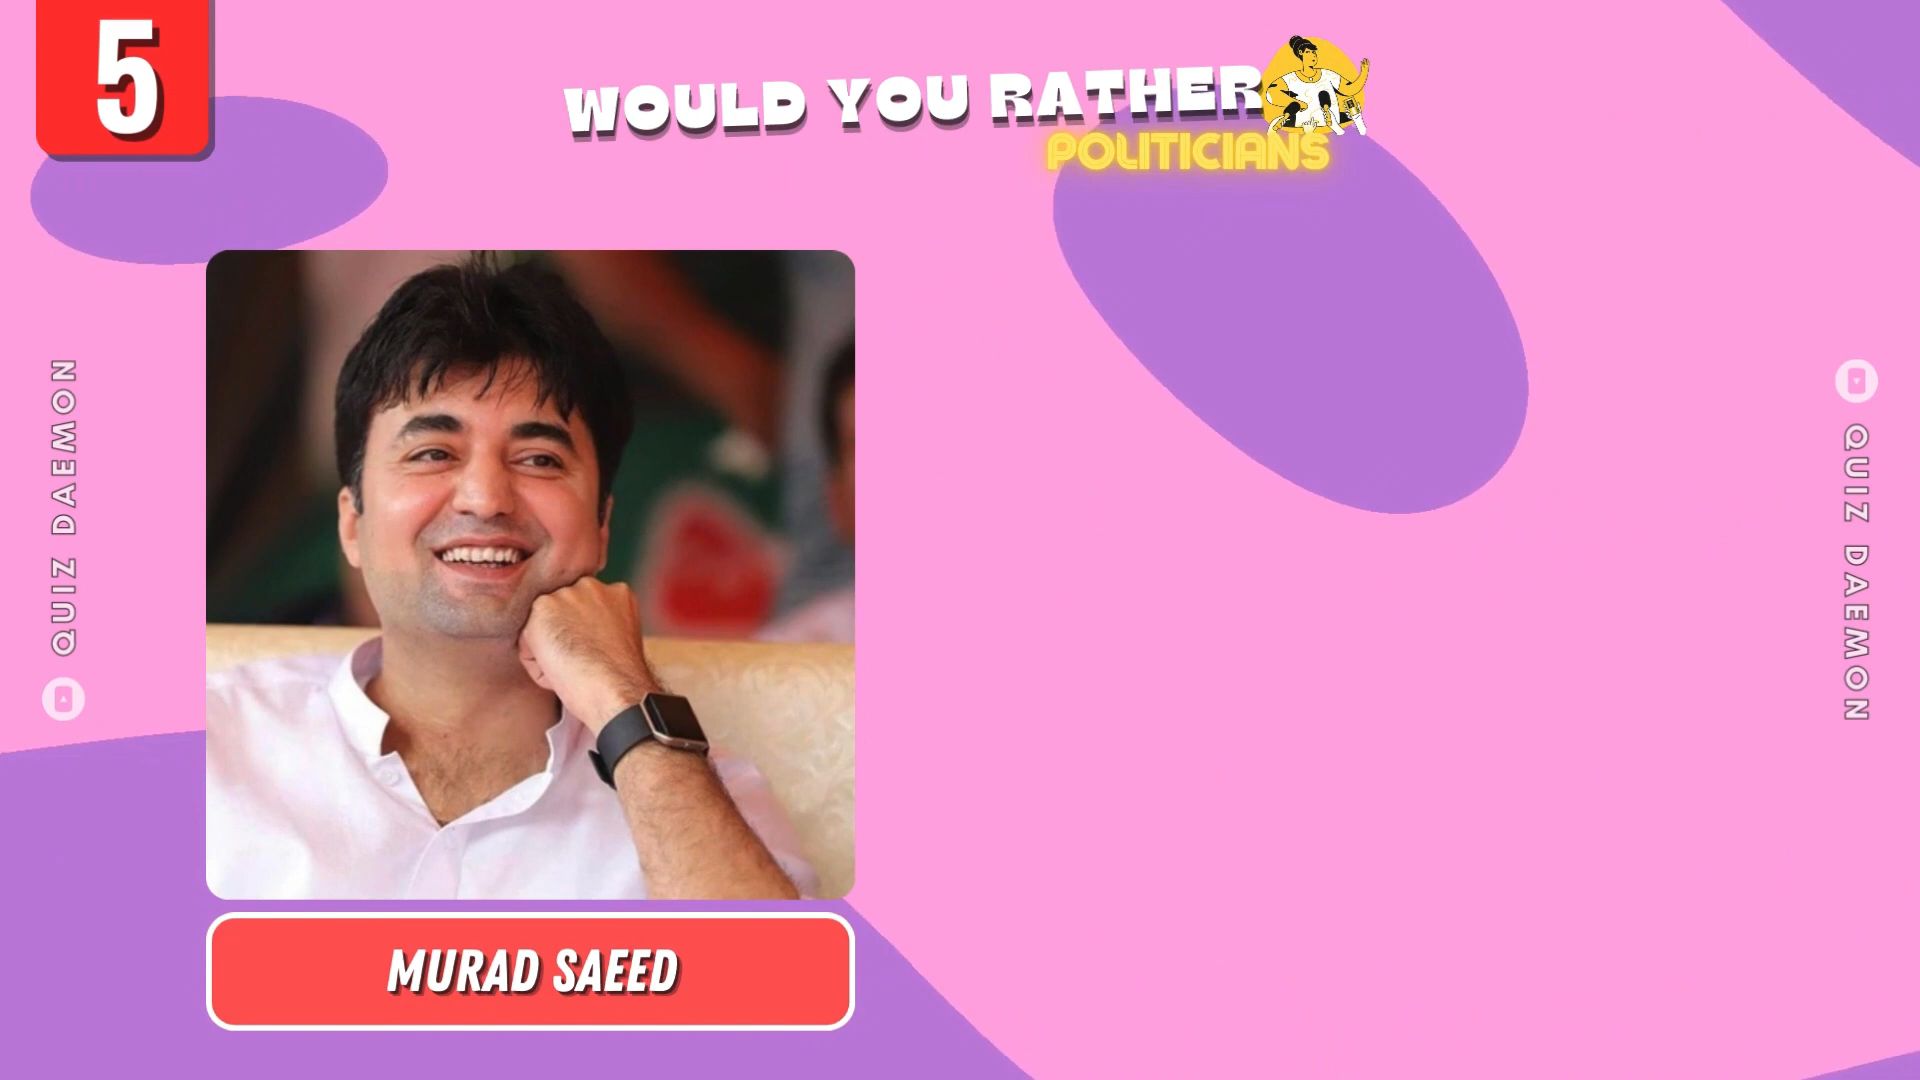 5
WOULD YOU RATHER
POLITICIANS
QUIZ DAEMON
QUIZ DAEMON
MURAD SAEED